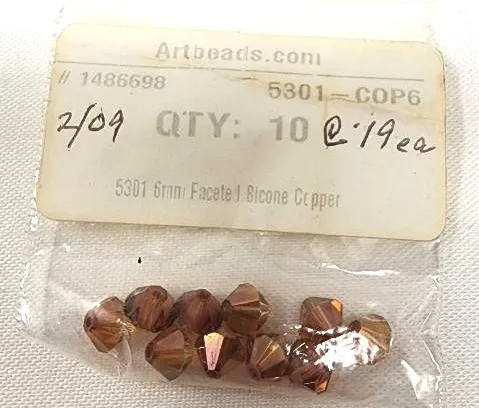 Artbeads.com
# 1486698 5301-COP6
2/09 QTY: 10 @ .19 ea
5301 6mm Faceted Bicone Copper